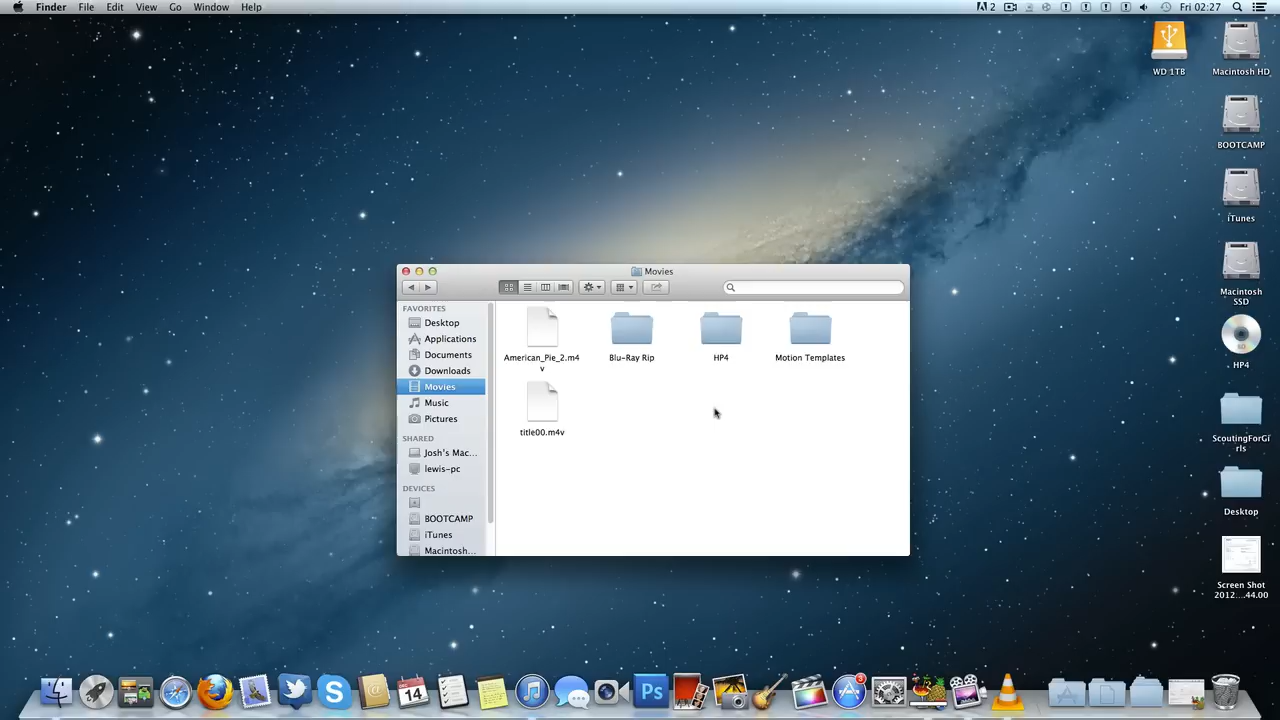 Finder File Edit View Go Window Help
2 Fri 02:27
WD 1TB
Macintosh HD
BOOTCAMP
iTunes
Macintosh
SSD
HP4
ScoutingForGi
rls
Desktop
Screen Shot
2012....44.00
Movies
FAVORITES
Desktop
Applications
Documents
Downloads
Movies
Music
Pictures
SHARED
Josh's Mac...
lewis-pc
DEVICES
BOOTCAMP
iTunes
Macintosh...
American_Pie_2.m4
v
Blu-Ray Rip
HP4
Motion Templates
title00.m4v
14
Ps
3